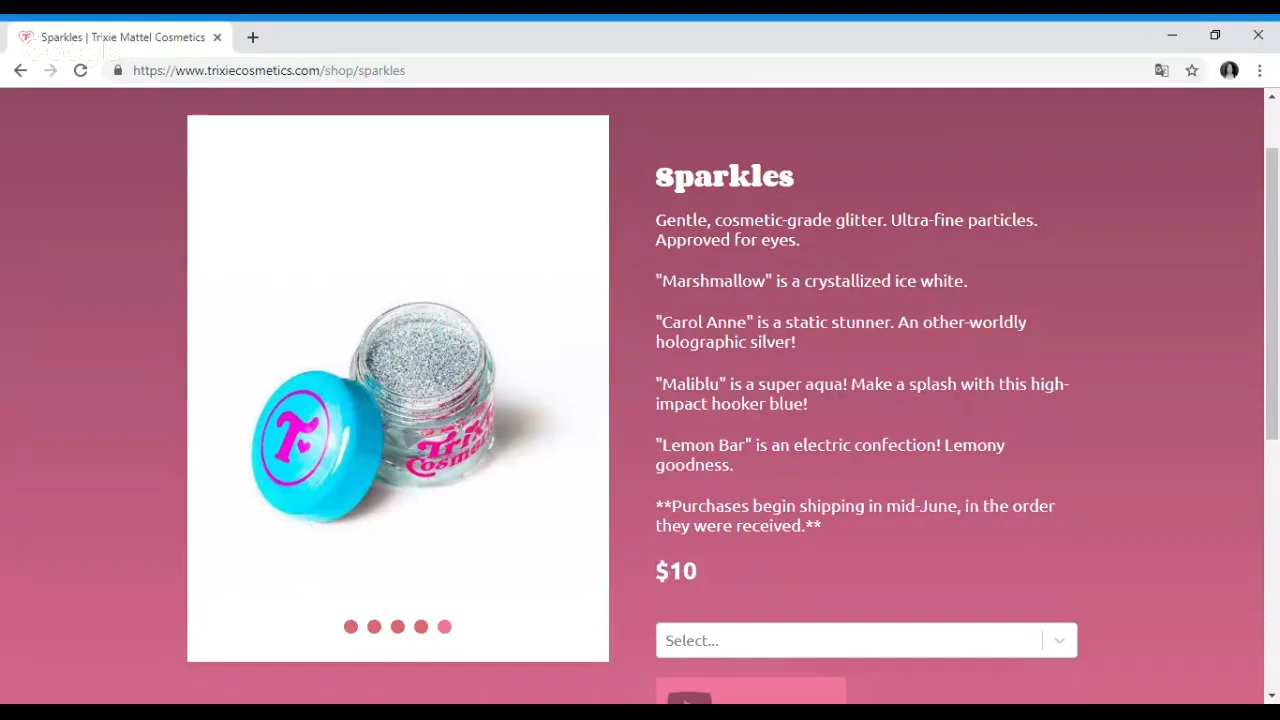 Sparkles | Trixie Mattel Cosmetics
https://www.trixiecosmetics.com/shop/sparkles
Sparkles
Gentle, cosmetic-grade glitter. Ultra-fine particles.
Approved for eyes.
"Marshmallow" is a crystallized ice white.
"Carol Anne" is a static stunner. An other-worldly
holographic silver!
"Maliblu" is a super aqua! Make a splash with this high-
impact hooker blue!
"Lemon Bar" is an electric confection! Lemony
goodness.
**Purchases begin shipping in mid-June, in the order
they were received.**
$10
Select...
T